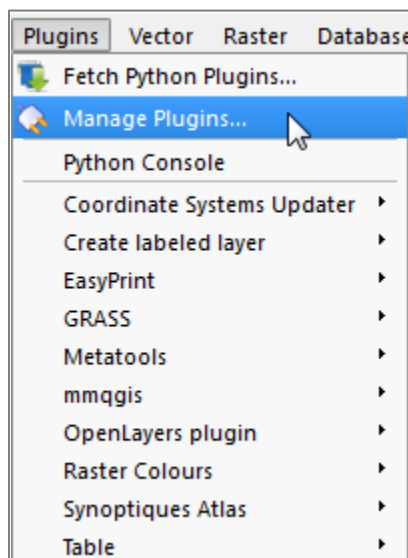 Plugins Vector Raster Database
Fetch Python Plugins...
Manage Plugins...
Python Console
Coordinate Systems Updater
Create labeled layer
EasyPrint
GRASS
Metatools
mmqgis
OpenLayers plugin
Raster Colours
Synoptiques Atlas
Table